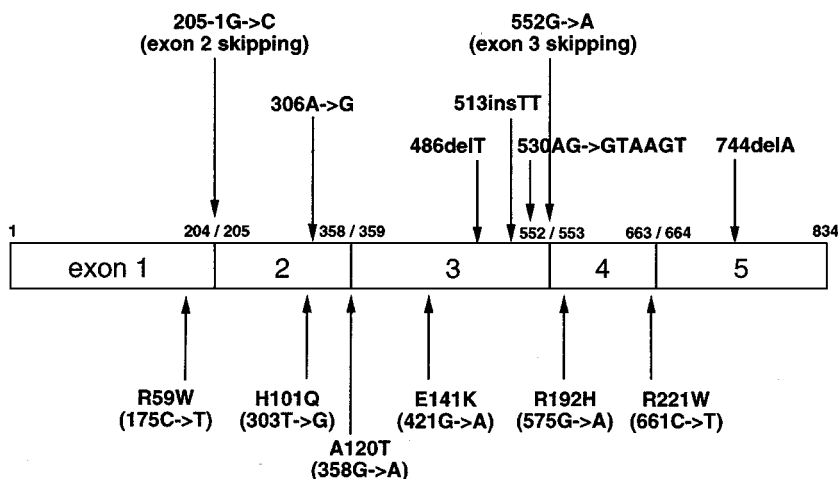 205-1G->C
(exon 2 skipping)
552G->A
(exon 3 skipping)
306A->G
513insTT
486delT
530AG->GTAAGT
744delA
1
204 / 205
358 / 359
552 / 553
663 / 664
834
exon 1
2
3
4
5
R59W
(175C->T)
H101Q
(303T->G)
A120T
(358G->A)
E141K
(421G->A)
R192H
(575G->A)
R221W
(661C->T)